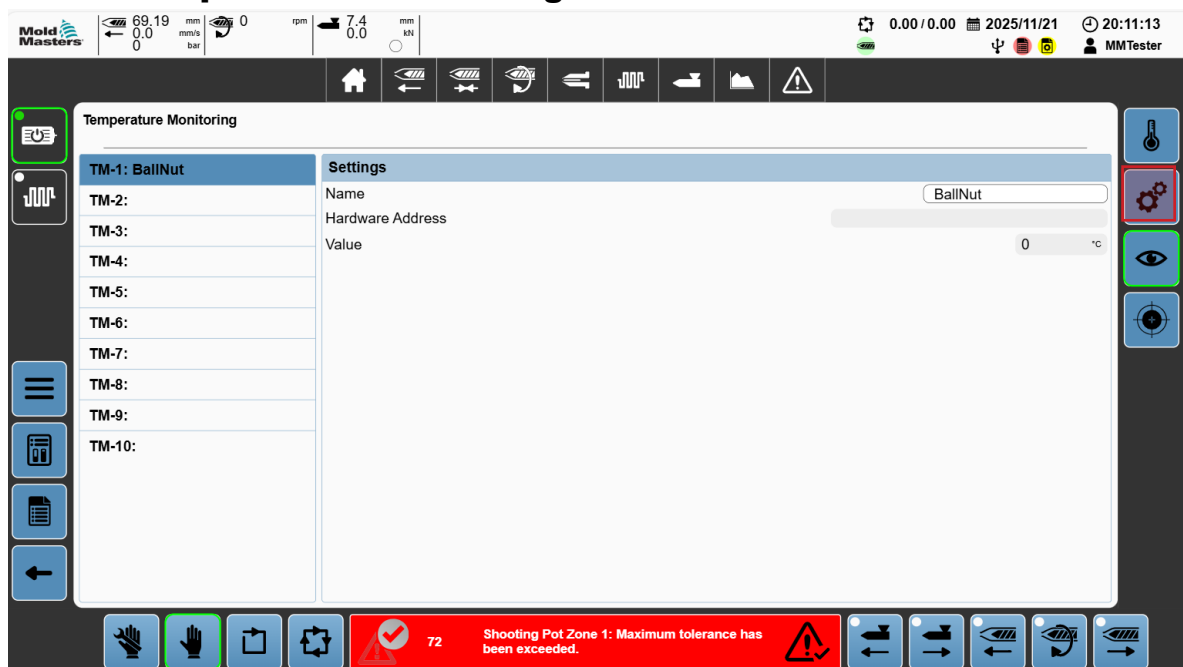 Mold
Masters
69.19 mm
0.0 mm/s
0 bar
0 rpm
7.4 mm
0.0 kN
0.00 / 0.00 2025/11/21 20:11:13
MMTester
Temperature Monitoring
TM-1: BallNut
TM-2:
TM-3:
TM-4:
TM-5:
TM-6:
TM-7:
TM-8:
TM-9:
TM-10:
Settings
Name BallNut
Hardware Address
Value 0 °C
72 Shooting Pot Zone 1: Maximum tolerance has
been exceeded.